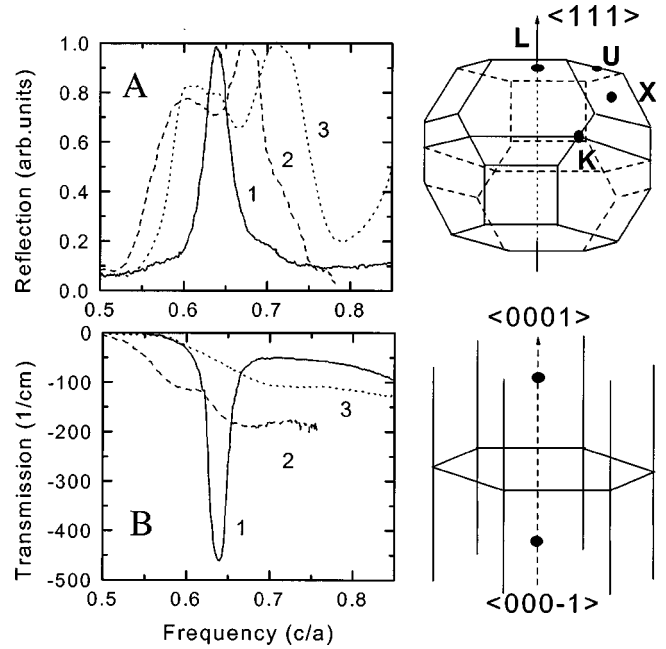 A
Reflection (arb.units)
1.0
0.8
0.6
0.4
0.2
0.0
0.5 0.6 0.7 0.8
1
2
3
B
Transmission (1/cm)
0
-100
-200
-300
-400
-500
0.5 0.6 0.7 0.8
1
2
3
Frequency (c/a)
<111>
L
U
X
K
<0001>
<000-1>